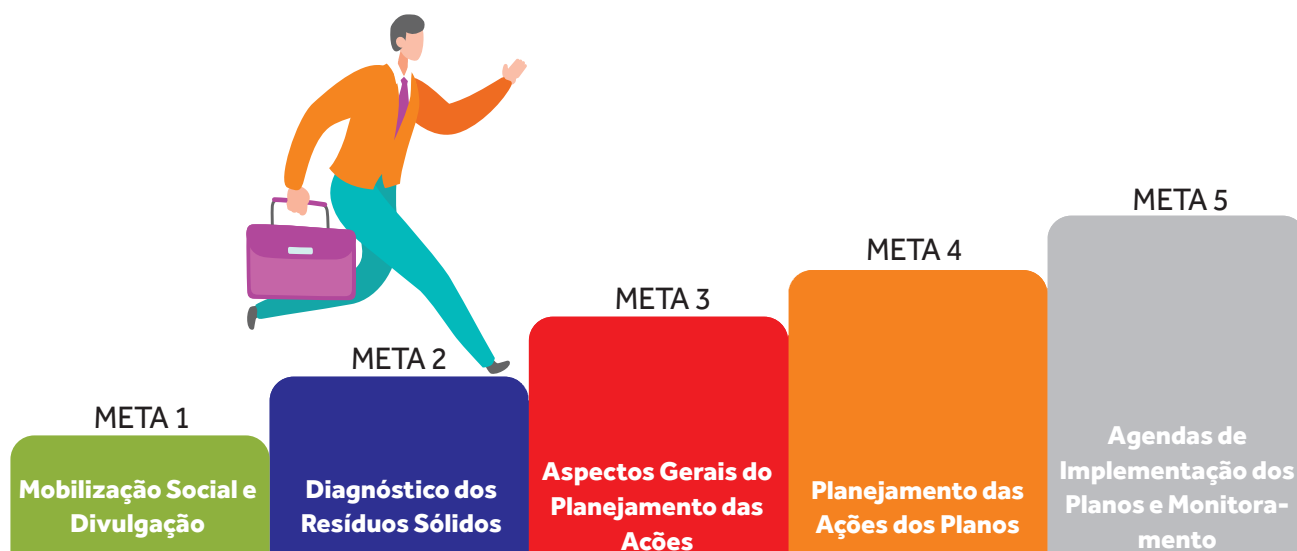 META 1
Mobilização Social e
Divulgação
META 2
Diagnóstico dos
Resíduos Sólidos
META 3
Aspectos Gerais do
Planejamento das
Ações
META 4
Planejamento das
Ações dos Planos
META 5
Agendas de
Implementação dos
Planos e Monitora-
mento